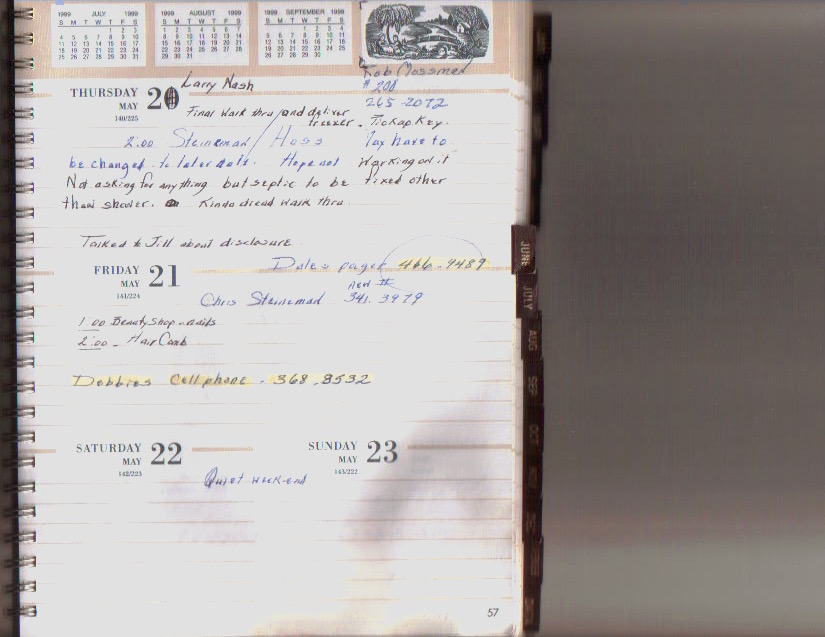 1999 JULY
S M T W T F S
1 2 3
4 5 6 7 8 9 10
11 12 13 14 15 16 17
18 19 20 21 22 23 24
25 26 27 28 29 30 31
1999 AUGUST
S M T W T F S
1 2 3 4 5 6 7
8 9 10 11 12 13 14
15 16 17 18 19 20 21
22 23 24 25 26 27 28
29 30 31
1999 SEPTEMBER
S M T W T F S
1 2 3 4
5 6 7 8 9 10 11
12 13 14 15 16 17 18
19 20 21 22 23 24 25
26 27 28 29 30
Rob Mossman
# 200
265-2072
Larry Nash
THURSDAY 20
MAY
140/225
Final walk thru / and deliver
freezer. Pickup Key.
2:00 Steineman / Hoss Jay have to
be changed to later date. Hope not working on it
Not asking for anything but septic to be fixed other
than shower. Kinda dread walk thru
Talked to Jill about disclosure
Dale's pager 466-9489
FRIDAY 21
MAY
141/224
new #
Chris Steineman 341.3979
1:00 Beauty Shop - nails
2:00 - Hair Comb
Debbies Cell phone - 368.8532
SATURDAY 22
MAY
142/223
SUNDAY 23
MAY
143/222
Quiet week-end
57
JUNE
JULY
AUG
SEP
OCT